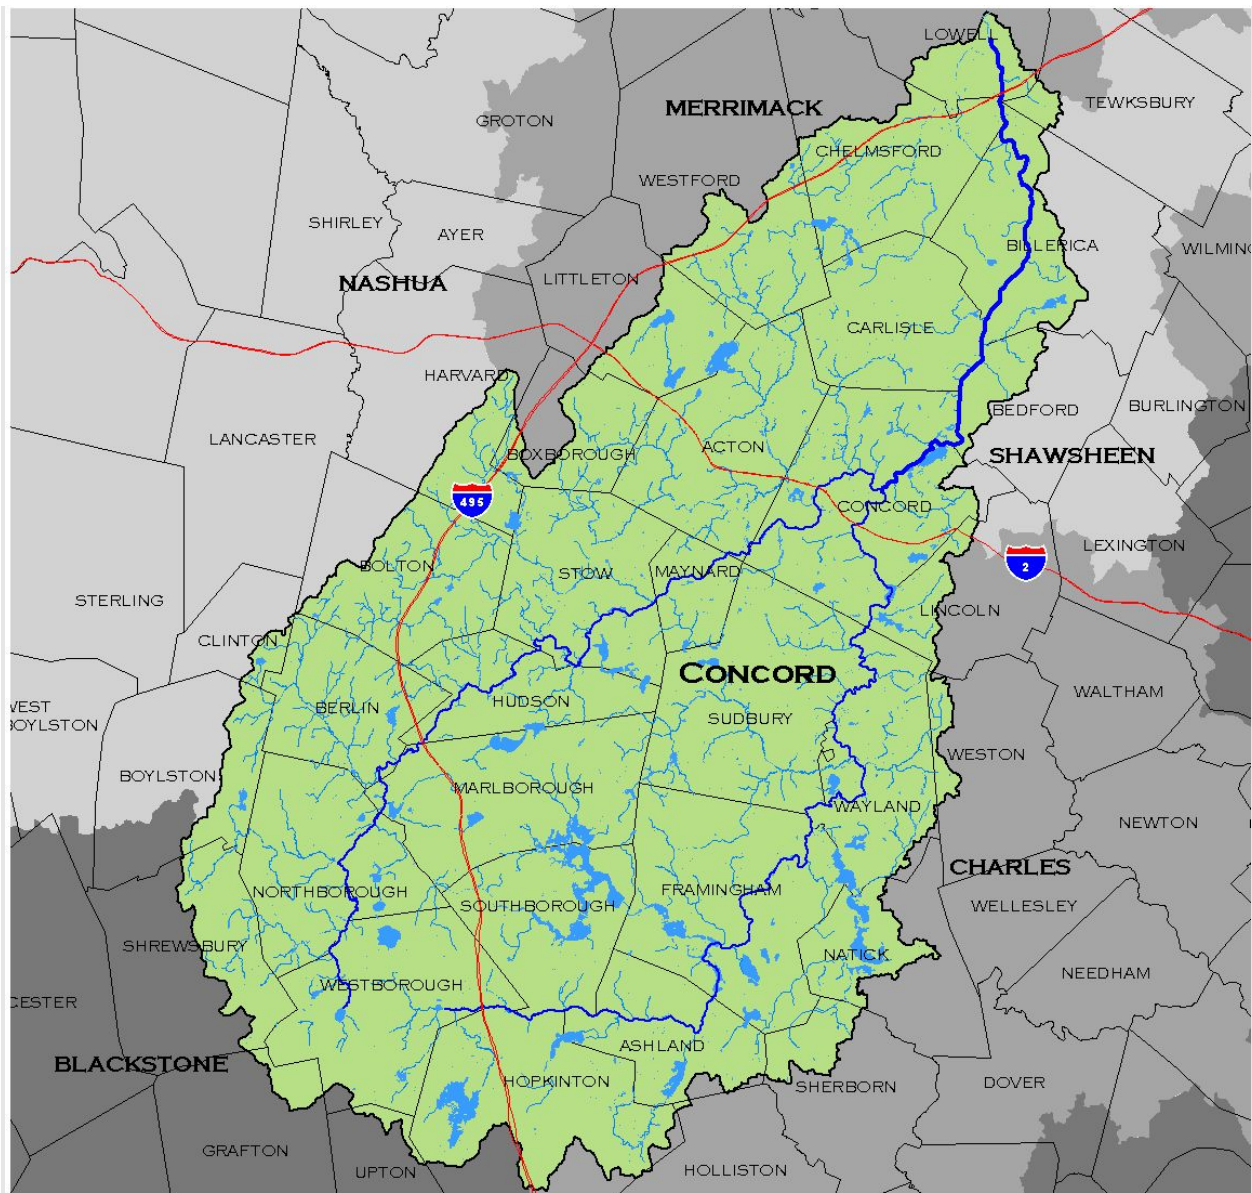 LOWELL
TEWKSBURY
MERRIMACK
GROTON
CHELMSFORD
WESTFORD
SHIRLEY
AYER
BILLERICA
WILMING
LITTLETON
NASHUA
CARLISLE
HARVARD
BEDFORD
BURLINGTON
LANCASTER
ACTON
BOXBOROUGH
SHAWSHEEN
495
CONCORD
LEXINGTON
2
BOLTON
STOW
MAYNARD
STERLING
LINCOLN
CLINTON
CONCORD
WALTHAM
HUDSON
BERLIN
SUDBURY
WEST
BOYLSTON
WESTON
BOYLSTON
MARLBOROUGH
WAYLAND
NEWTON
CHARLES
NORTHBOROUGH
FRAMINGHAM
SOUTHBOROUGH
WELLESLEY
SHREWSBURY
NATICK
NEEDHAM
WESTBOROUGH
CESTER
ASHLAND
BLACKSTONE
HOPKINTON
SHERBORN
DOVER
GRAFTON
UPTON
HOLLISTON